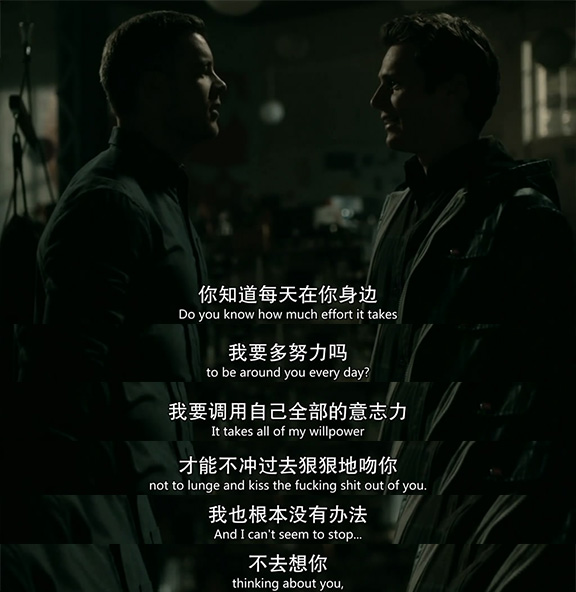 你知道每天在你身边
Do you know how much effort it takes
我要多努力吗
to be around you every day?
我要调用自己全部的意志力
It takes all of my willpower
才能不冲过去狠狠地吻你
not to lunge and kiss the fucking shit out of you.
我也根本没有办法
And I can't seem to stop...
不去想你
thinking about you,